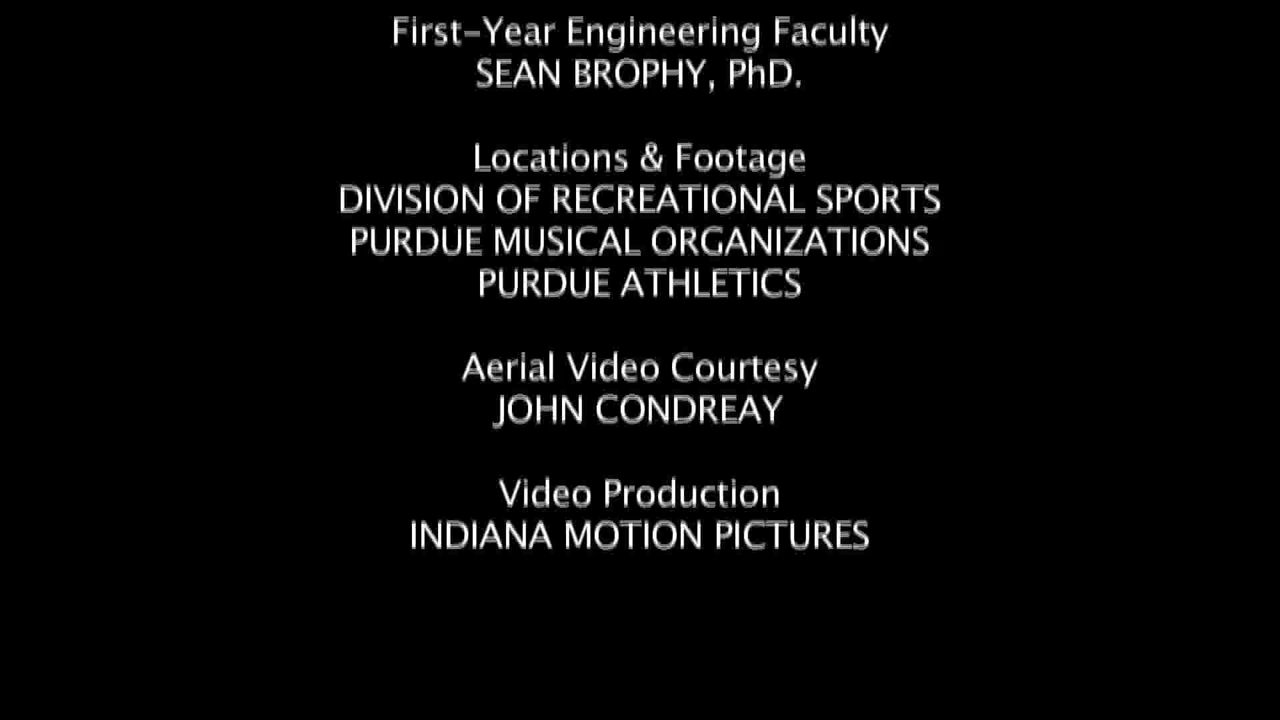 First-Year Engineering Faculty
SEAN BROPHY, PhD.
Locations & Footage
DIVISION OF RECREATIONAL SPORTS
PURDUE MUSICAL ORGANIZATIONS
PURDUE ATHLETICS
Aerial Video Courtesy
JOHN CONDREAY
Video Production
INDIANA MOTION PICTURES